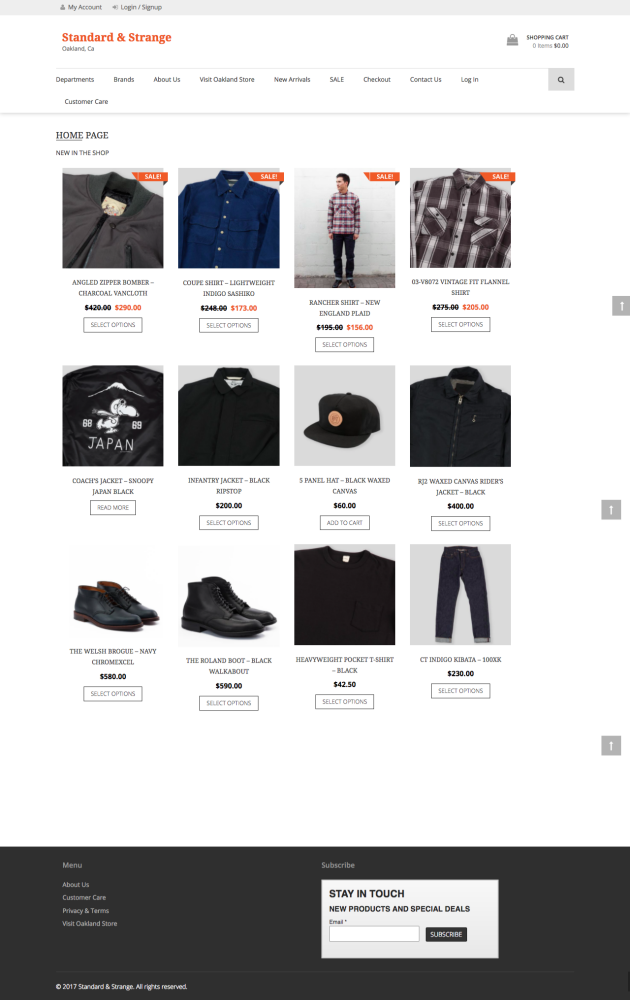 My Account
Login / Signup
Standard & Strange
Oakland, Ca
SHOPPING CART
0 Items $0.00
Departments Brands About Us Visit Oakland Store New Arrivals SALE Checkout Contact Us Log In
Customer Care
HOME PAGE
NEW IN THE SHOP
SALE!
SALE!
SALE!
SALE!
ANGLED ZIPPER BOMBER –
CHARCOAL VANCLOTH
$420.00 $290.00
SELECT OPTIONS
COUPE SHIRT – LIGHTWEIGHT
INDIGO SASHIKO
$248.00 $173.00
SELECT OPTIONS
RANCHER SHIRT – NEW
ENGLAND PLAID
$195.00 $156.00
SELECT OPTIONS
03-V8072 VINTAGE FIT FLANNEL
SHIRT
$275.00 $205.00
SELECT OPTIONS
68 69
JAPAN
COACH'S JACKET – SNOOPY
JAPAN BLACK
READ MORE
INFANTRY JACKET – BLACK
RIPSTOP
$200.00
SELECT OPTIONS
5 PANEL HAT – BLACK WAXED
CANVAS
$60.00
ADD TO CART
RJ2 WAXED CANVAS RIDER'S
JACKET – BLACK
$400.00
SELECT OPTIONS
THE WELSH BROGUE – NAVY
CHROMEXCEL
$580.00
SELECT OPTIONS
THE ROLAND BOOT – BLACK
WALKABOUT
$590.00
SELECT OPTIONS
HEAVYWEIGHT POCKET T-SHIRT
– BLACK
$42.50
SELECT OPTIONS
CT INDIGO KIBATA – 100XK
$230.00
SELECT OPTIONS
Menu
About Us
Customer Care
Privacy & Terms
Visit Oakland Store
Subscribe
STAY IN TOUCH
NEW PRODUCTS AND SPECIAL DEALS
Email *
SUBSCRIBE
© 2017 Standard & Strange. All rights reserved.